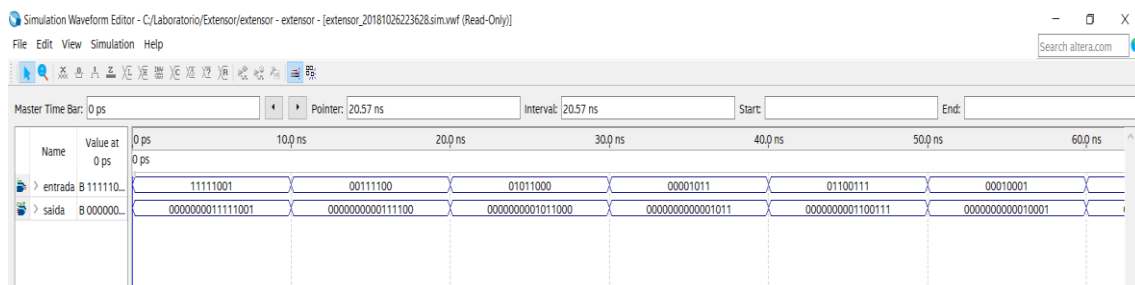 Simulation Waveform Editor - C:/Laboratorio/Extensor/extensor - extensor - [extensor_20181026223628.sim.vwf (Read-Only)]
File Edit View Simulation Help
Search altera.com
Master Time Bar: 0 ps Pointer: 20.57 ns Interval: 20.57 ns Start: End:
Name Value at 0 ps
0 ps 10.0 ns 20.0 ns 30.0 ns 40.0 ns 50.0 ns 60.0 ns
0 ps
entrada B 111110... 11111001 00111100 01011000 00001011 01100111 00010001
saida B 000000... 0000000011111001 0000000000111100 0000000001011000 0000000000001011 0000000001100111 0000000000010001